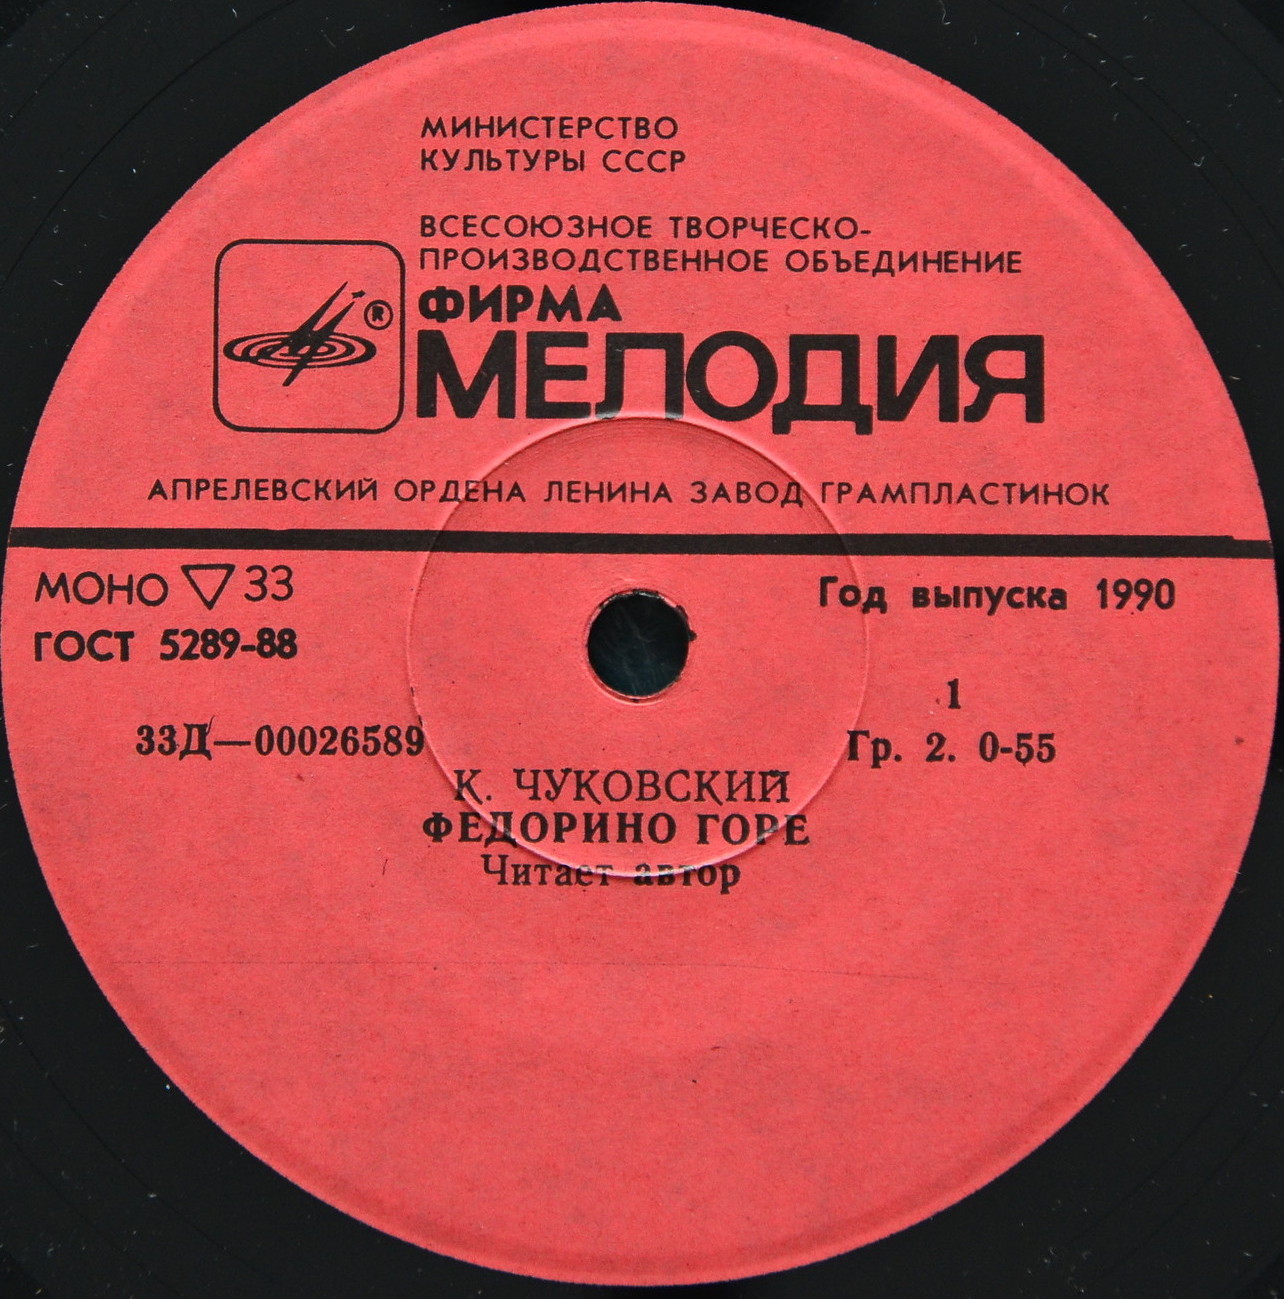 МИНИСТЕРСТВО
КУЛЬТУРЫ СССР
ВСЕСОЮЗНОЕ ТВОРЧЕСКО-
ПРОИЗВОДСТВЕННОЕ ОБЪЕДИНЕНИЕ
®
ФИРМА
МЕЛОДИЯ
АПРЕЛЕВСКИЙ ОРДЕНА ЛЕНИНА ЗАВОД ГРАМПЛАСТИНОК
МОНО ▽ 33
Год выпуска 1990
ГОСТ 5289-88
1
33Д—00026589
Гр. 2. 0-55
К. ЧУКОВСКИЙ
ФЕДОРИНО ГОРЕ
Читает автор